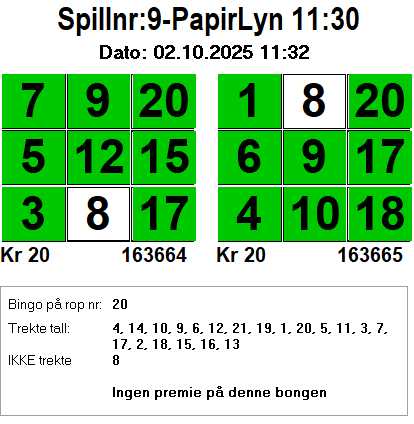 Spillnr:9-PapirLyn 11:30
Dato: 02.10.2025 11:32
7 9 20 1 8 20
5 12 15 6 9 17
3 8 17 4 10 18
Kr 20 163664 Kr 20 163665
Bingo på rop nr: 20
Trekte tall: 4, 14, 10, 9, 6, 12, 21, 19, 1, 20, 5, 11, 3, 7,
17, 2, 18, 15, 16, 13
IKKE trekte 8
Ingen premie på denne bongen